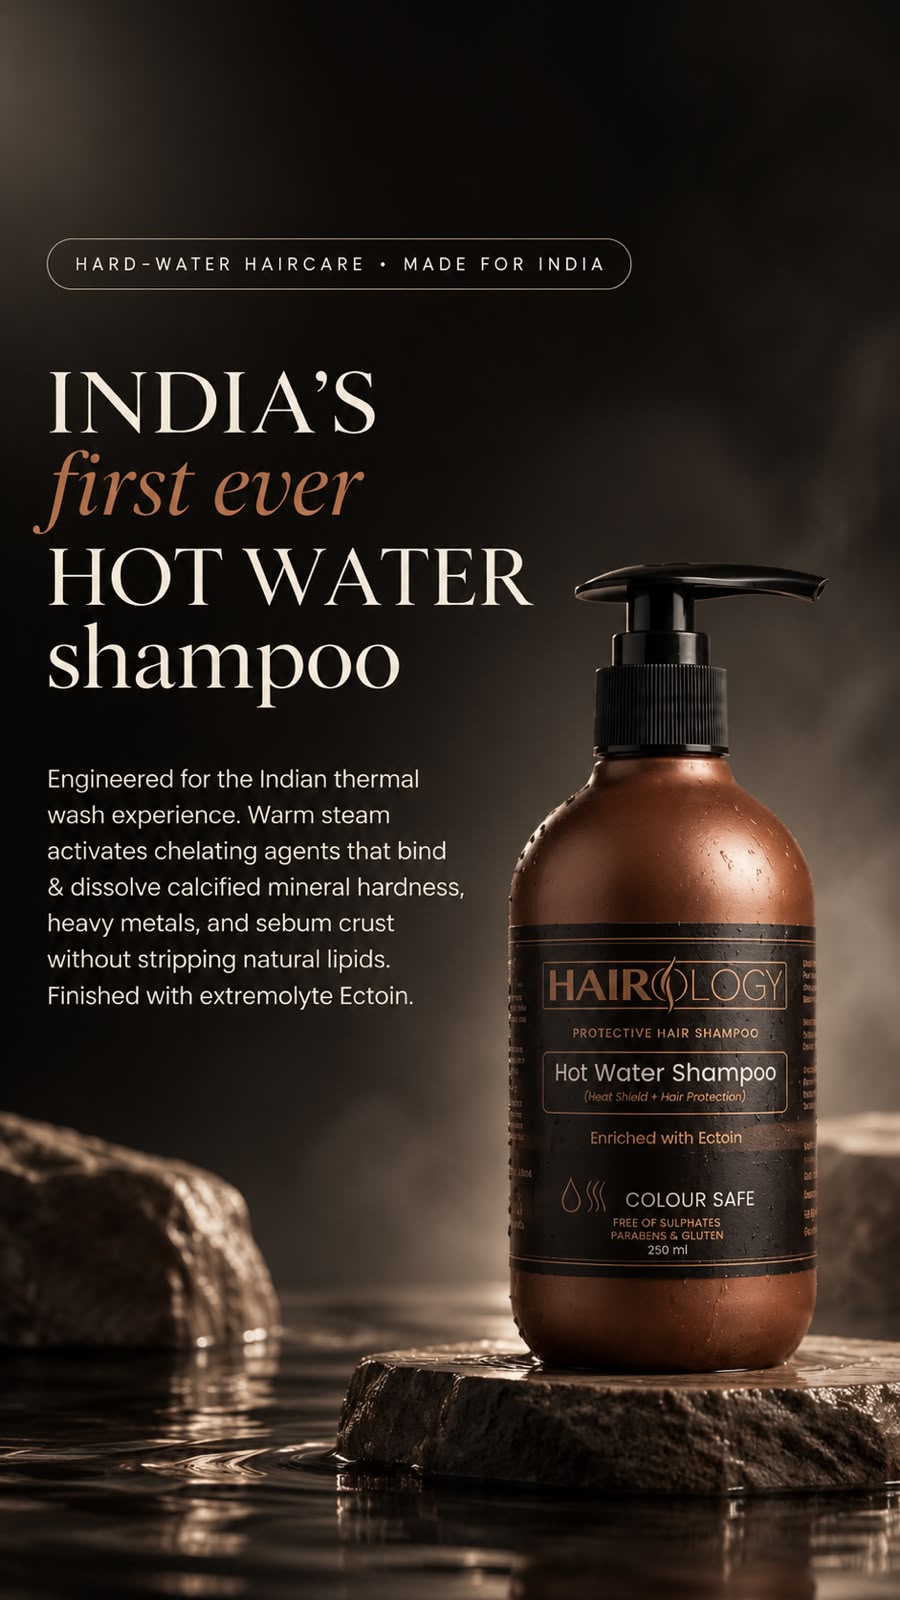 HARD-WATER HAIRCARE • MADE FOR INDIA
INDIA’S
first ever
HOT WATER
shampoo
Engineered for the Indian thermal
wash experience. Warm steam
activates chelating agents that bind
& dissolve calcified mineral hardness,
heavy metals, and sebum crust
without stripping natural lipids.
Finished with extremolyte Ectoin.
HAIROLOGY
PROTECTIVE HAIR SHAMPOO
Hot Water Shampoo
(Heat Shield + Hair Protection)
Enriched with Ectoin
COLOUR SAFE
FREE OF SULPHATES
PARABENS & GLUTEN
250 ml